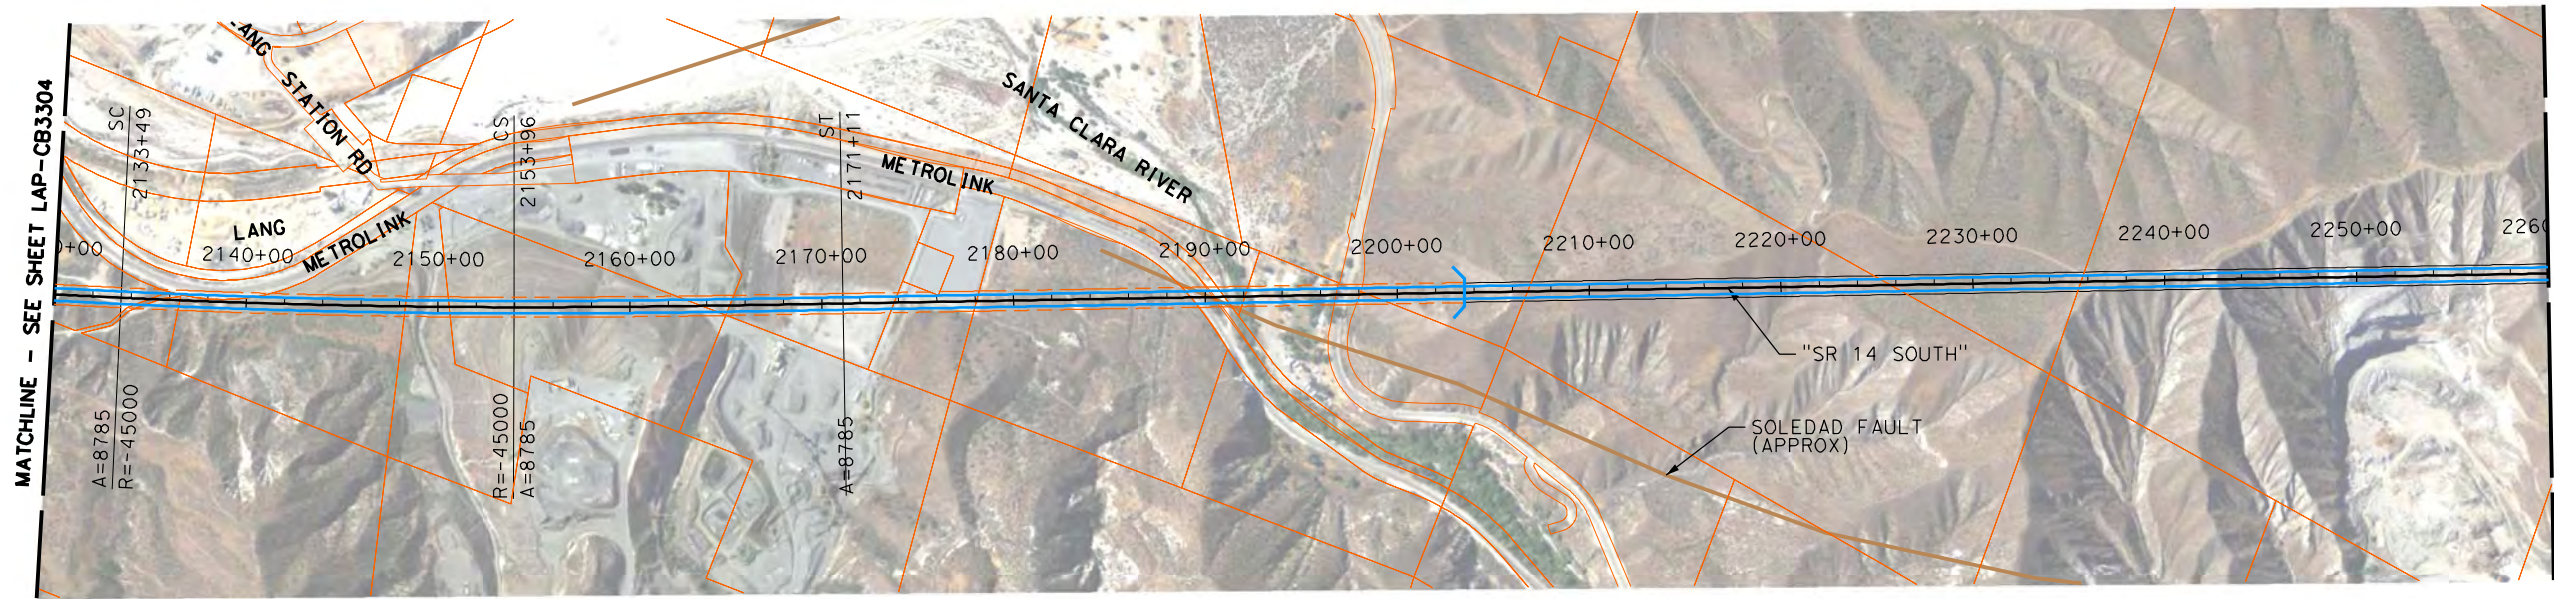 MATCHLINE - SEE SHEET LAP-CB3304
LANG STATION RD
SC
2133+49
CS
2153+96
ST
2171+11
METROLINK
SANTA CLARA RIVER
LANG
METROLINK
0+00
2140+00
2150+00
2160+00
2170+00
2180+00
2190+00
2200+00
2210+00
2220+00
2230+00
2240+00
2250+00
2260
"SR 14 SOUTH"
SOLEDAD FAULT
(APPROX)
A=8785
R=-45000
R=-45000
A=8785
A=8785